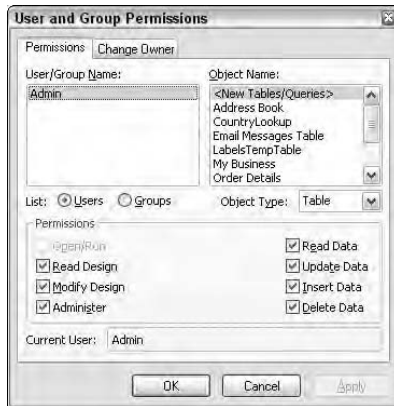 User and Group Permissions
Permissions
Change Owner
User/Group Name:
Object Name:
Admin
<New Tables/Queries>
Address Book
CountryLookup
Email Messages Table
LabelsTempTable
My Business
Order Details
List: Users Groups
Object Type: Table
Permissions
Open/Run
Read Data
Read Design
Update Data
Modify Design
Insert Data
Administer
Delete Data
Current User: Admin
OK
Cancel
Apply